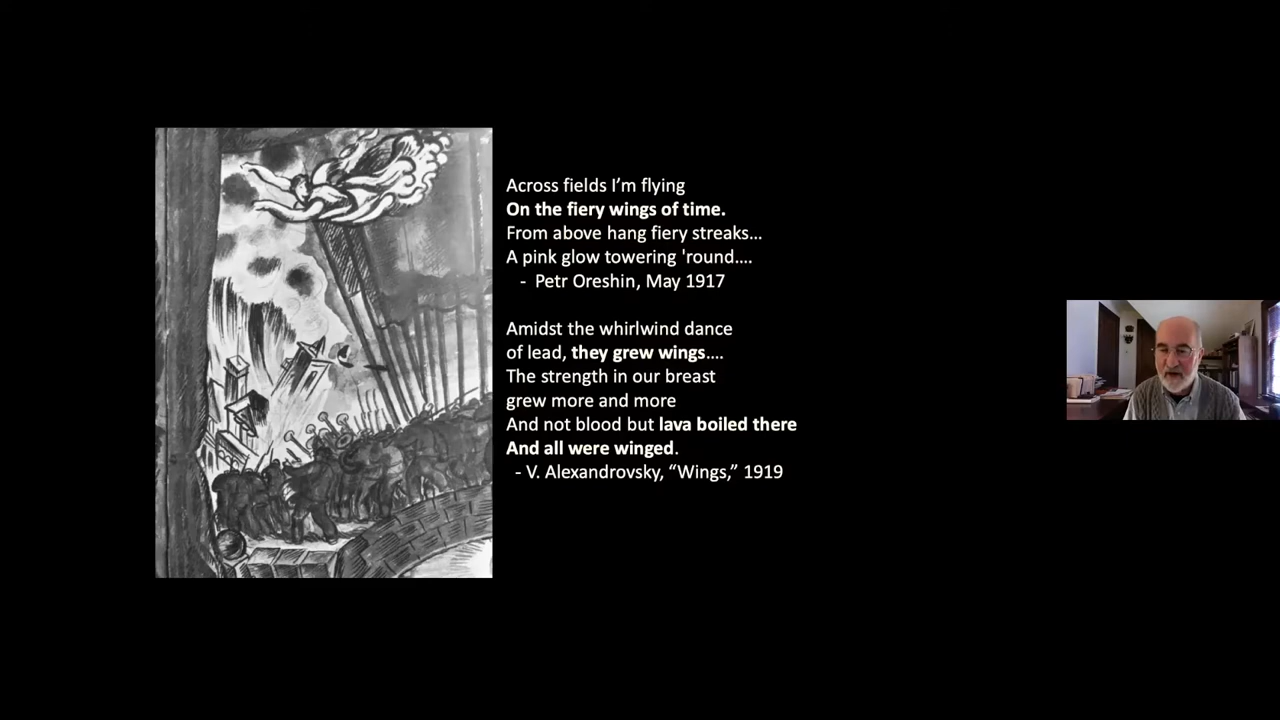 Across fields I’m flying
On the fiery wings of time.
From above hang fiery streaks…
A pink glow towering 'round….
- Petr Oreshin, May 1917
Amidst the whirlwind dance
of lead, they grew wings….
The strength in our breast
grew more and more
And not blood but lava boiled there
And all were winged.
- V. Alexandrovsky, “Wings,” 1919